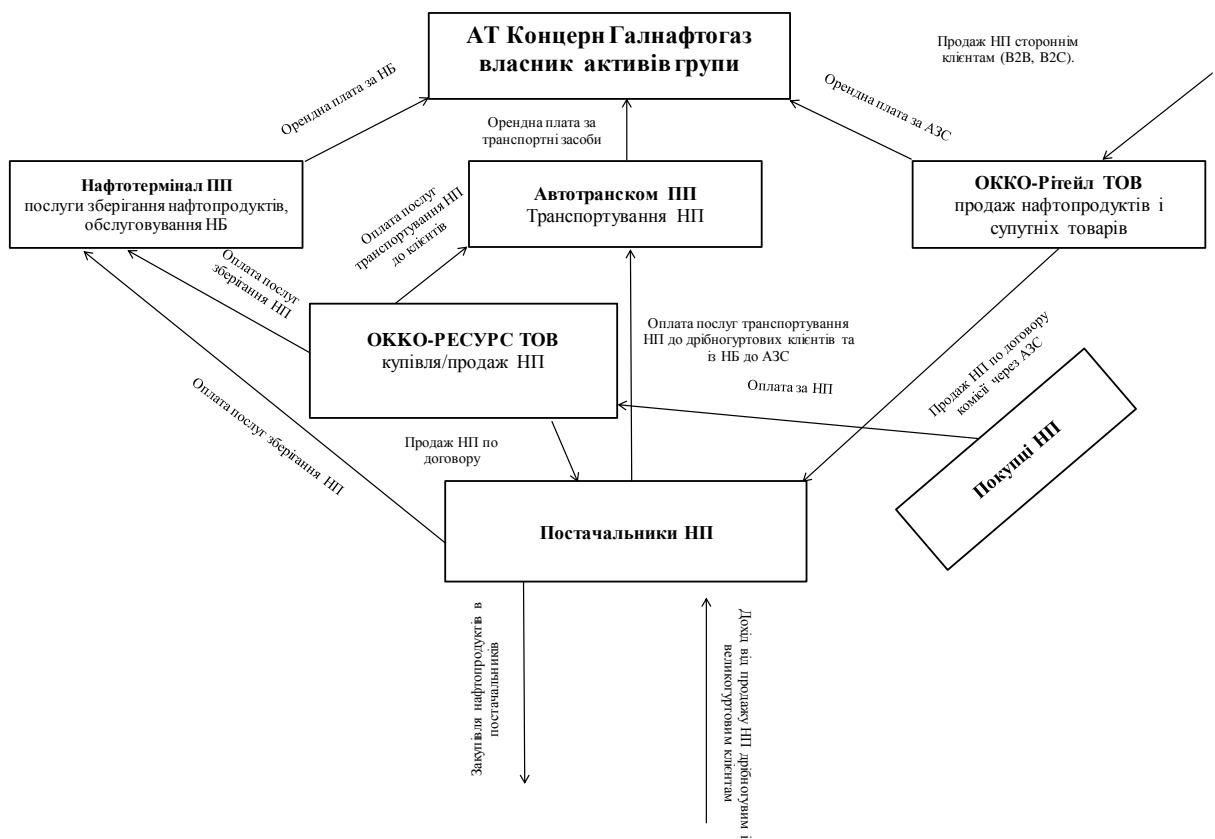 АТ Концерн Галнафтогаз
власник активів групи
Продаж НП стороннім
клієнтам (B2B, B2C).
Орендна плата за НБ
Орендна плата за
транспортні засоби
Орендна плата за АЗС
Нафтотермінал ПП
послуги зберігання нафтопродуктів,
обслуговування НБ
Автотранском ПП
Транспортування НП
ОККО-Рітейл ТОВ
продаж нафтопродуктів і
супутніх товарів
Оплата послуг
транспортування НП
до клієнтів
Оплата послуг
зберігання НП
ОККО-РЕСУРС ТОВ
купівля/продаж НП
Оплата послуг транспортування
НП до дрібногуртових клієнтів та
із НБ до АЗС
Оплата за НП
Продаж НП по договору
комісії через АЗС
Покупці НП
Оплата послуг зберігання НП
Продаж НП по
договору
Постачальники НП
Закупівля нафтопродуктів в
постачальників
Дохід від продажу НП дрібногувим і
великогуртовим клієнтам